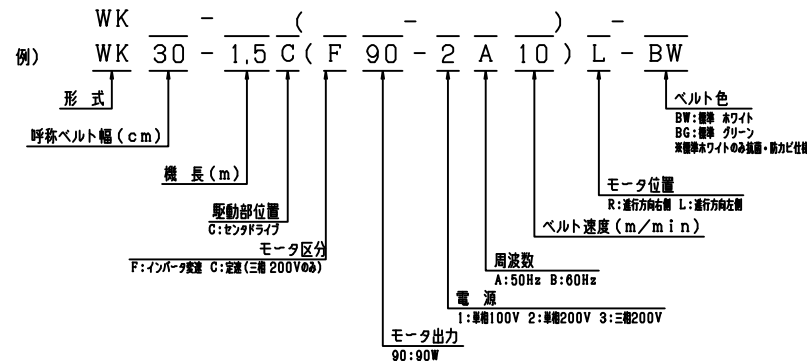 WK - ( - ) -
例) WK 30 - 1.5 C ( F 90 - 2 A 10 ) L - BW
形 式
ベルト色
BW:標準 ホワイト
BG:標準 グリーン
※標準ホワイトのみ抗菌・防カビ仕様
呼称ベルト幅(cm)
機 長(m)
モータ位置
R:進行方向右側 L:進行方向左側
駆動部位置
C:センタドライブ
ベルト速度(m/min)
モータ区分
F:インバータ変速 C:定速(三相 200Vのみ)
周波数
A:50Hz B:60Hz
電 源
1:単相100V 2:単相200V 3:三相200V
モータ出力
90:90W